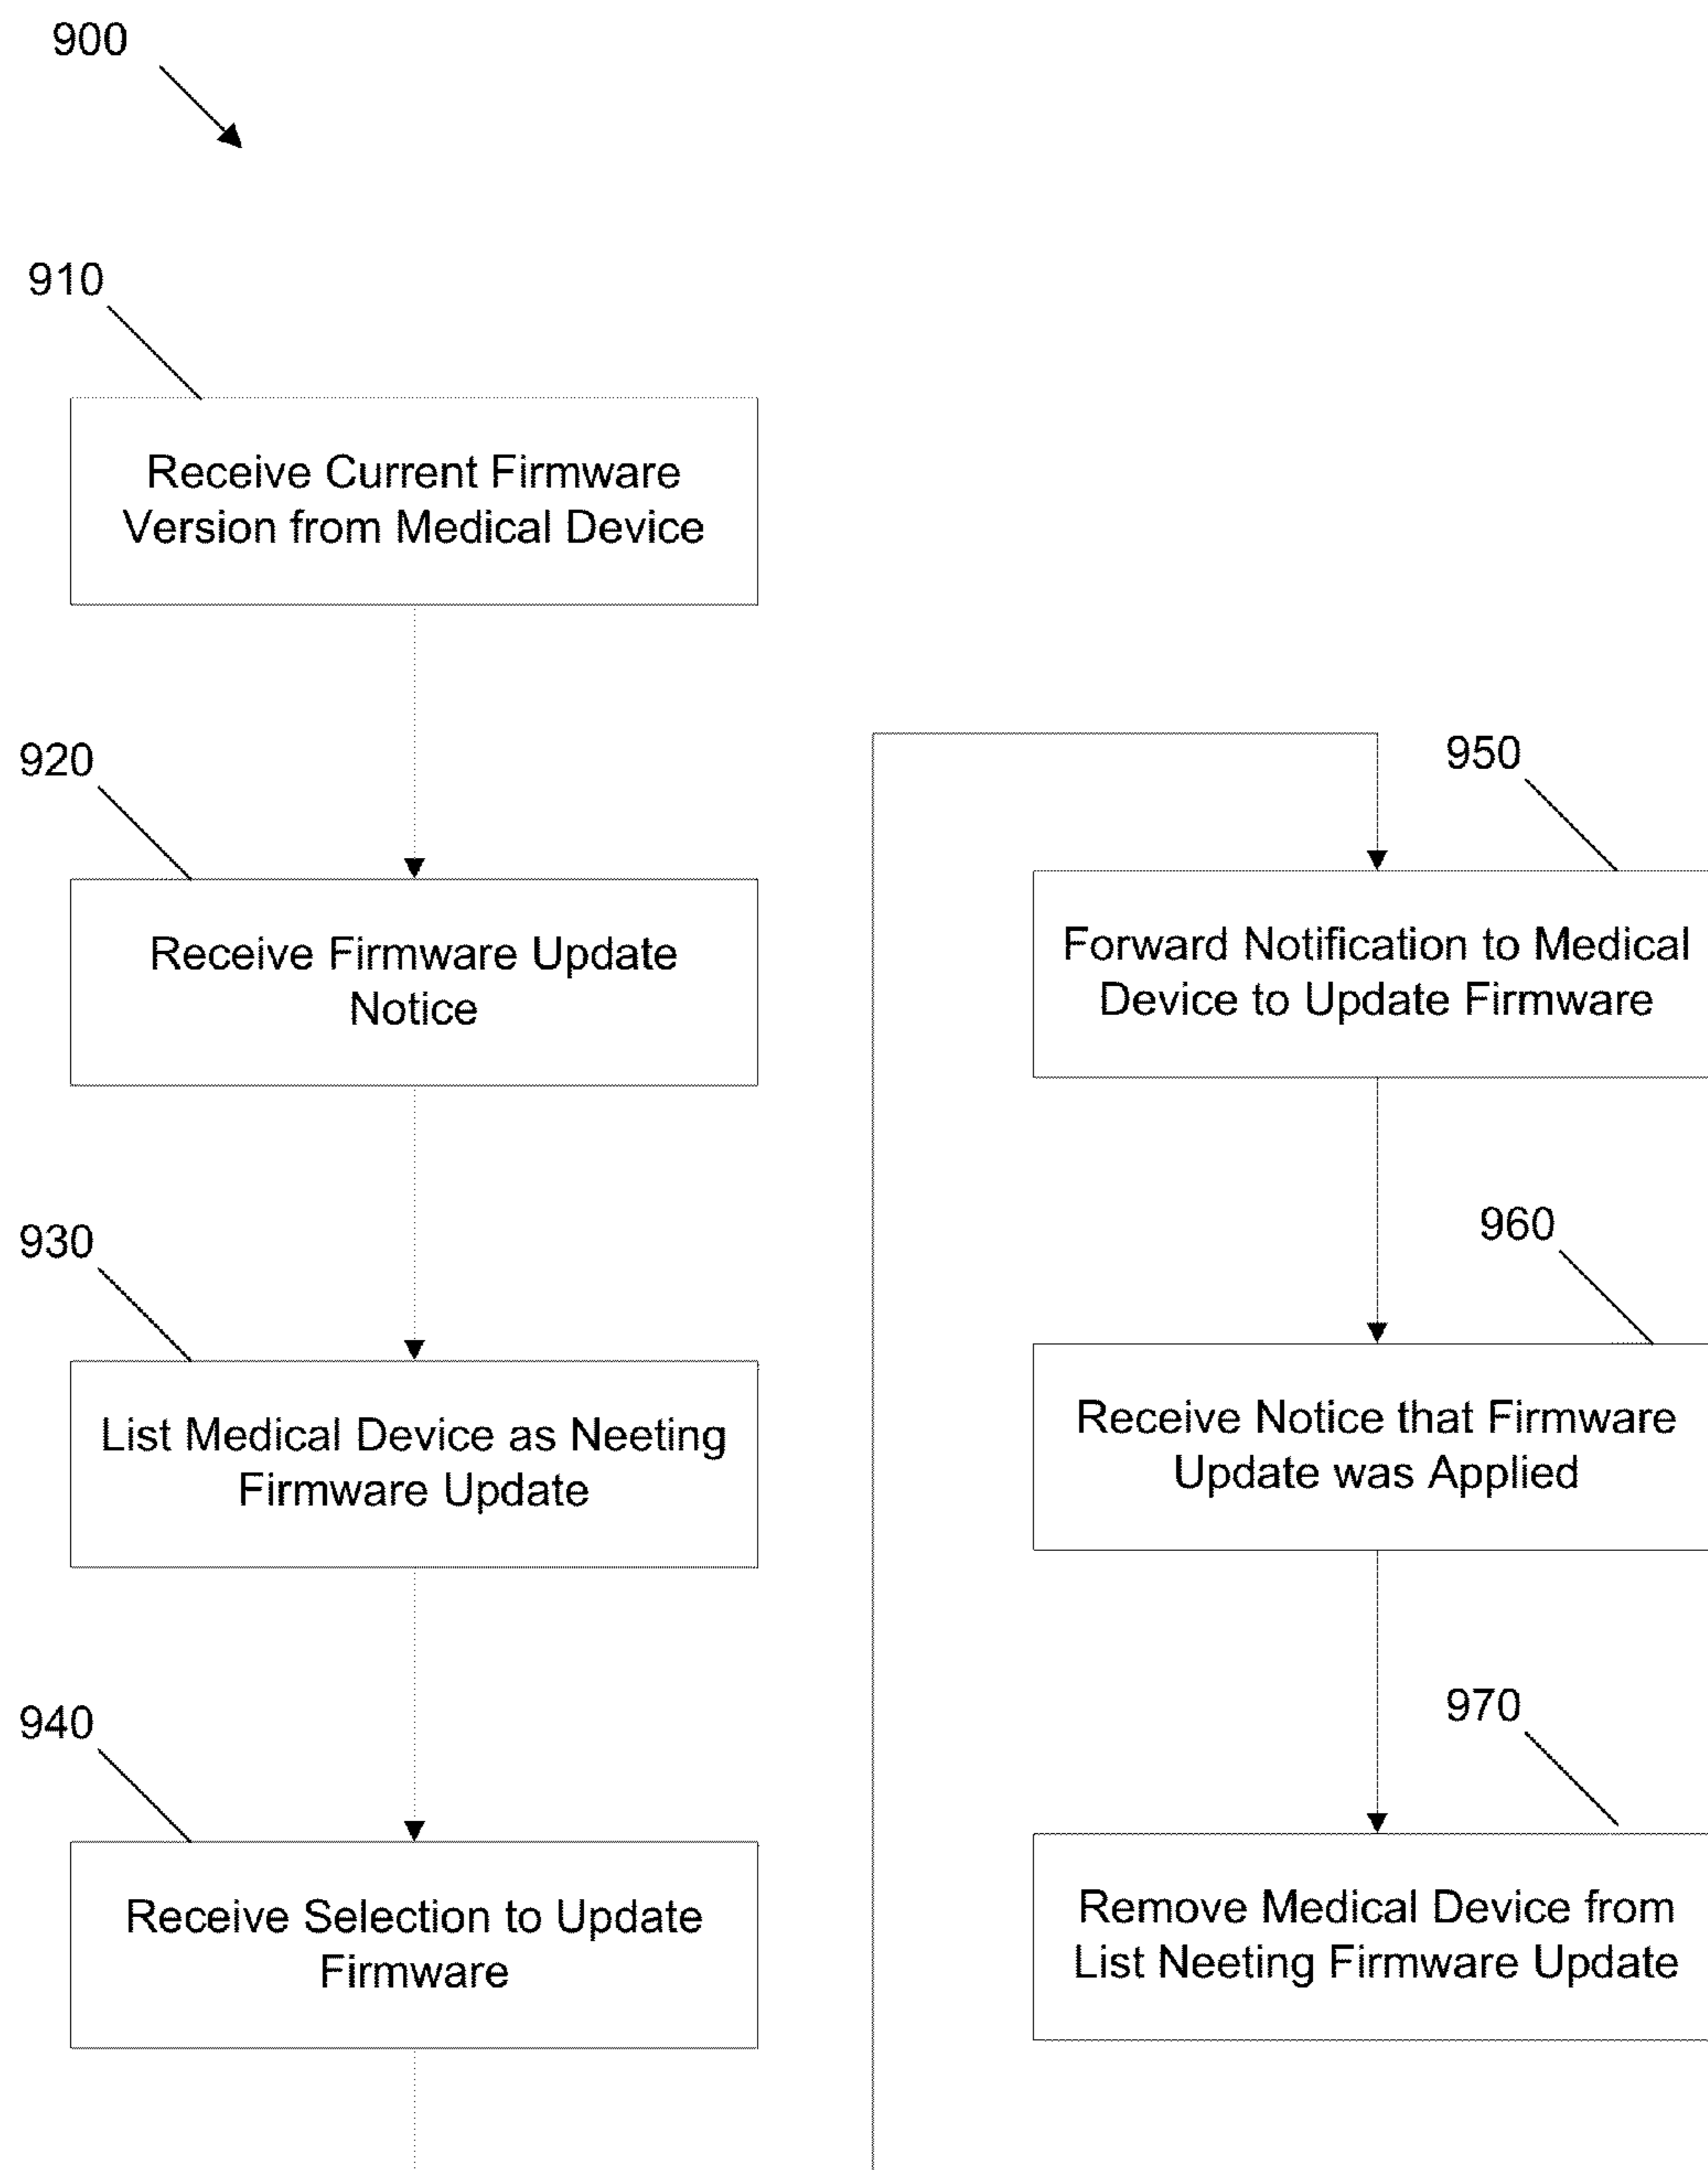 900
910
Receive Current Firmware
Version from Medical Device
920
Receive Firmware Update
Notice
930
List Medical Device as Neeting
Firmware Update
940
Receive Selection to Update
Firmware
950
Forward Notification to Medical
Device to Update Firmware
960
Receive Notice that Firmware
Update was Applied
970
Remove Medical Device from
List Neeting Firmware Update